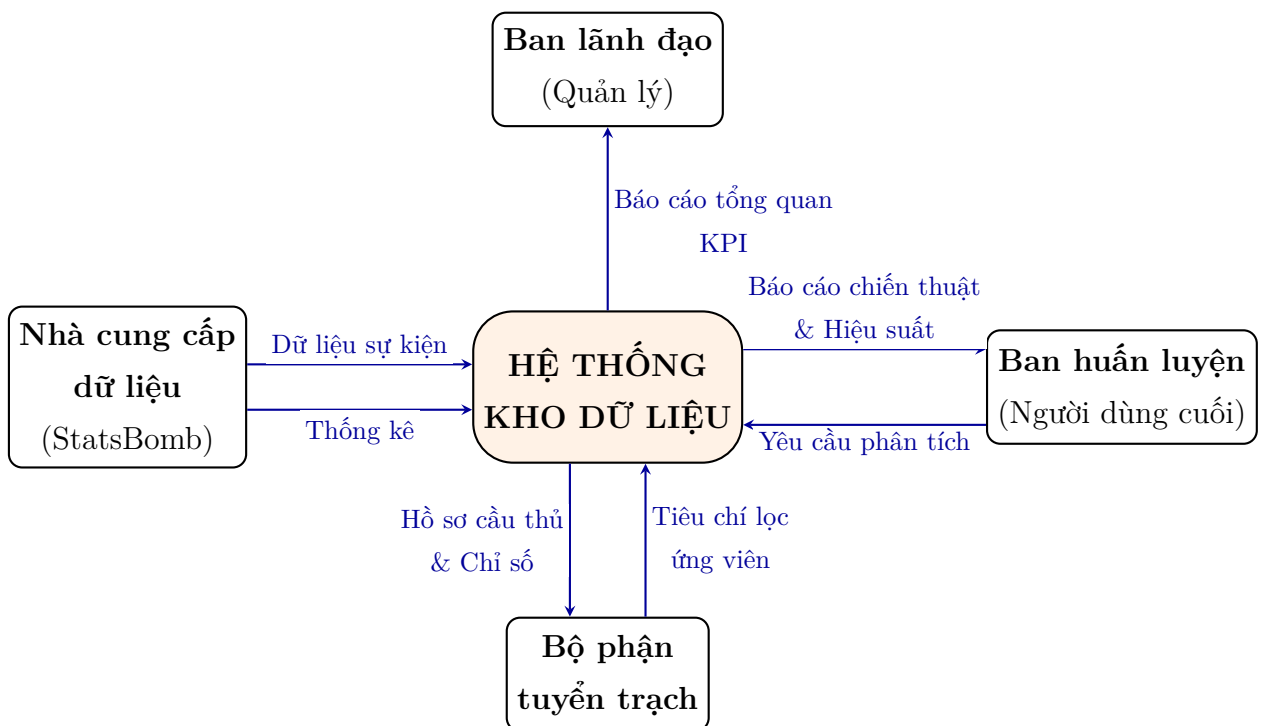 Ban lãnh đạo
(Quản lý)
Báo cáo tổng quan
KPI
Báo cáo chiến thuật
& Hiệu suất
Nhà cung cấp
dữ liệu
(StatsBomb)
Dữ liệu sự kiện
Thống kê
HỆ THỐNG
KHO DỮ LIỆU
Ban huấn luyện
(Người dùng cuối)
Yêu cầu phân tích
Hồ sơ cầu thủ
& Chỉ số
Tiêu chí lọc
ứng viên
Bộ phận
tuyển trạch